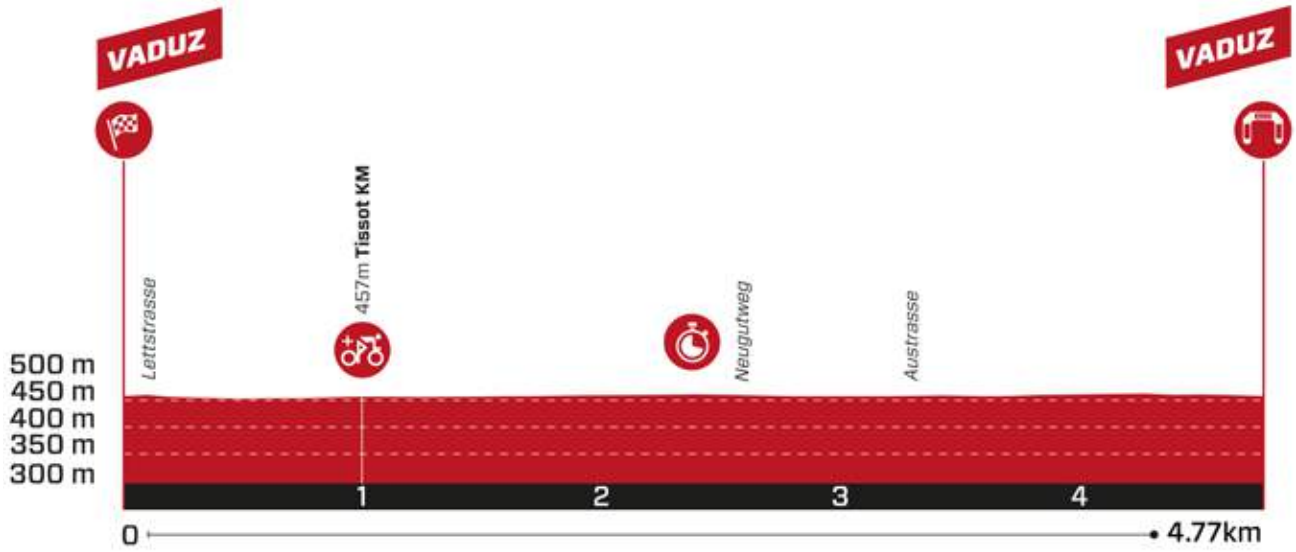 VADUZ
VADUZ
457m Tissot KM
Lettstrasse
Neugutweg
Austrasse
500 m
450 m
400 m
350 m
300 m
1
2
3
4
0
4.77km